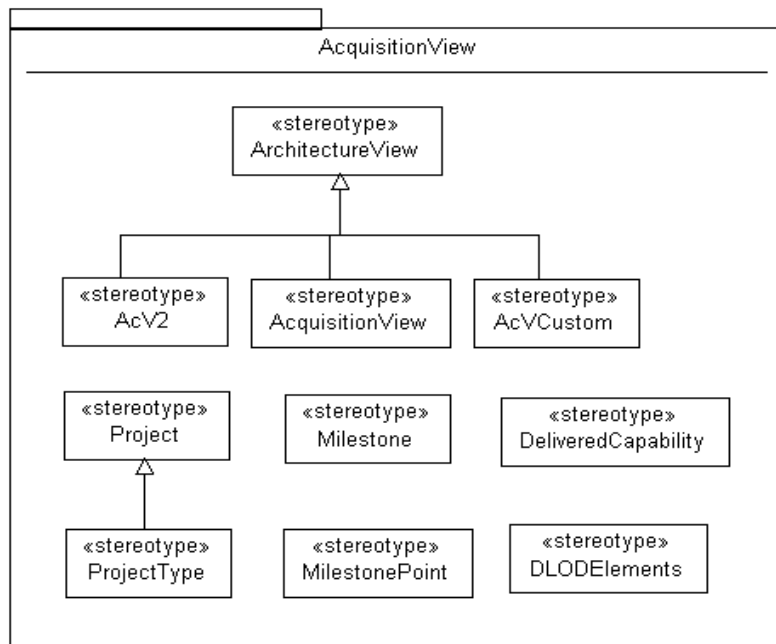 AcquisitionView
«stereotype»
ArchitectureView
«stereotype»
AcV2
«stereotype»
AcquisitionView
«stereotype»
AcVCustom
«stereotype»
Project
«stereotype»
Milestone
«stereotype»
DeliveredCapability
«stereotype»
ProjectType
«stereotype»
MilestonePoint
«stereotype»
DLODElements